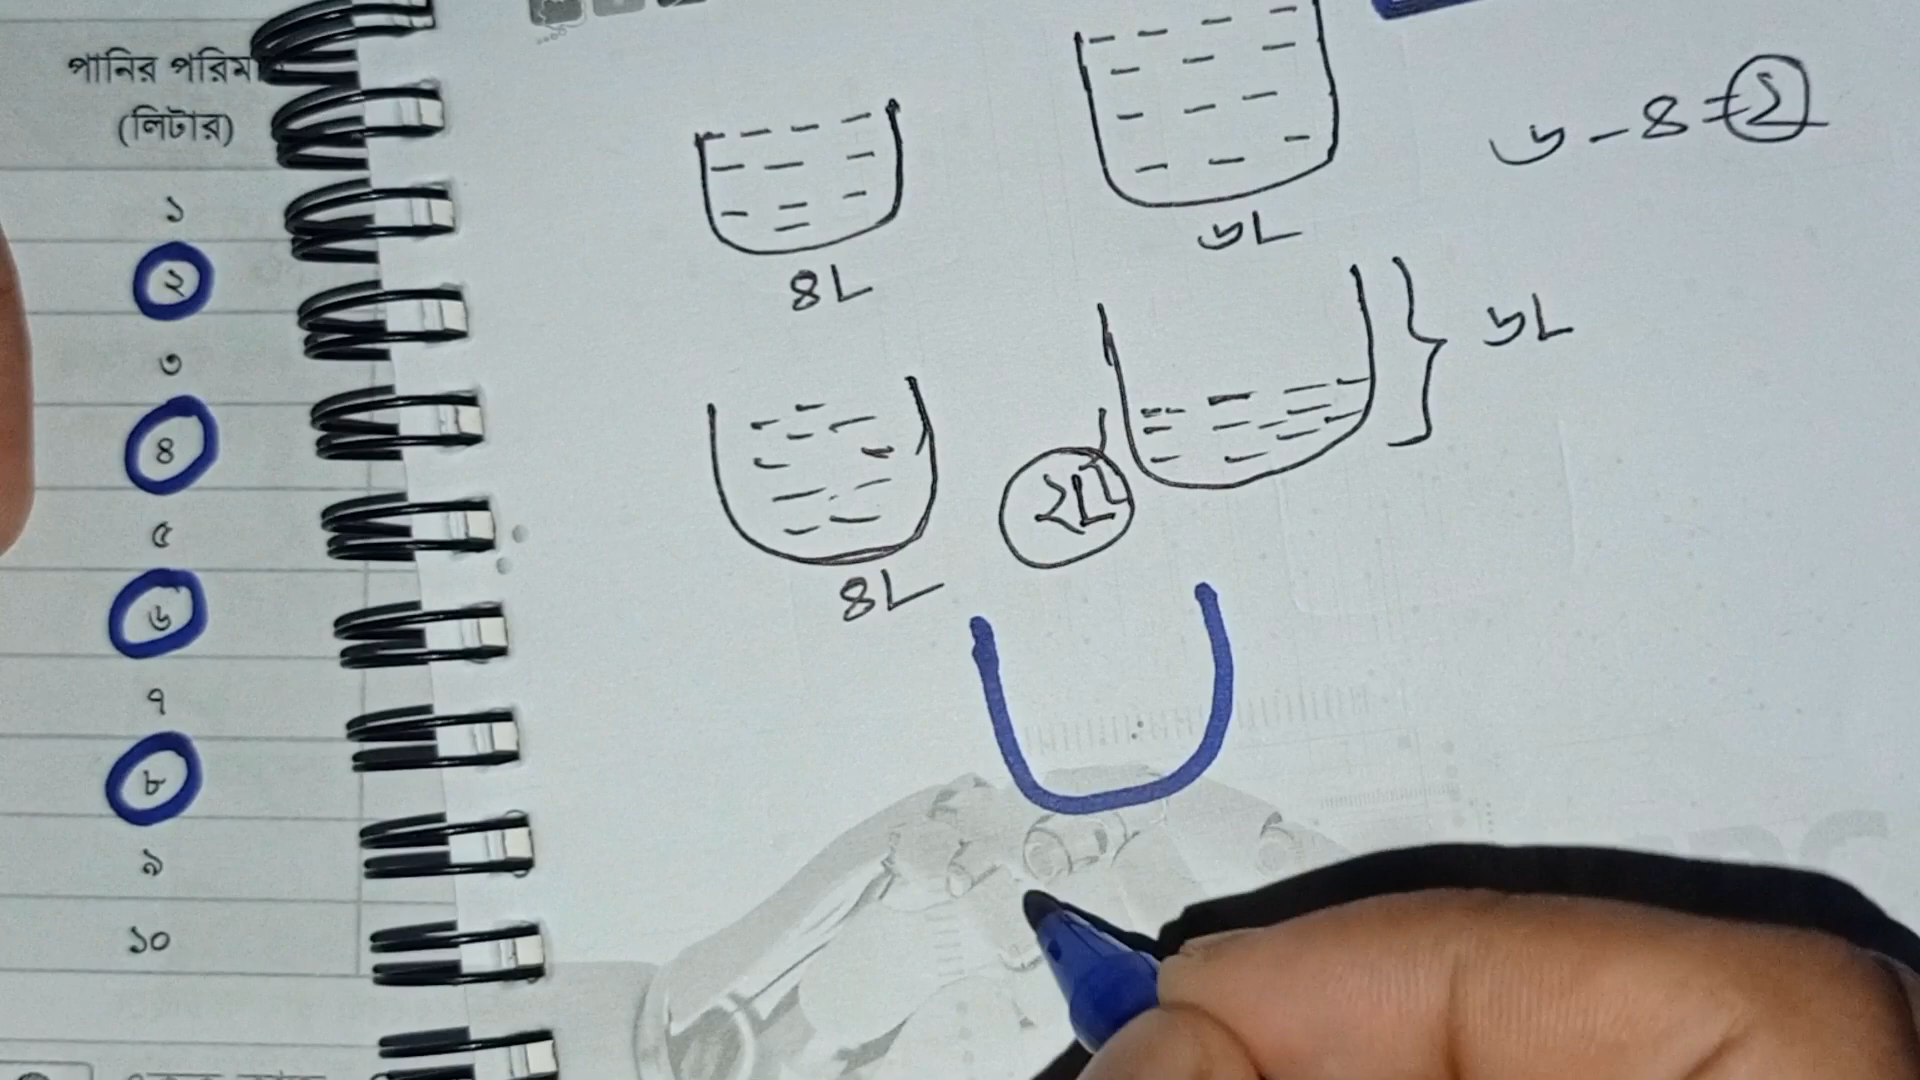 পানির পরিমাণ
(লিটার)
১
২
৩
৪
৫
৬
৭
৮
৯
১০
৬ - ৪ = ২
৪L
৬L
৬L
২L
৪L